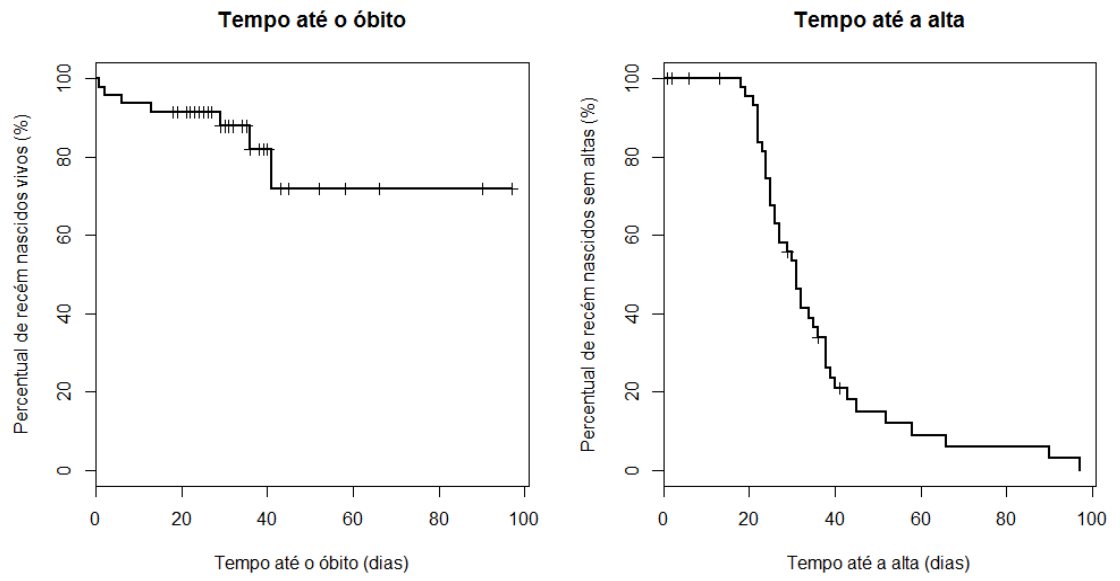 Tempo até o óbito
Percentual de recém nascidos vivos (%)
100
80
60
40
20
0
0 20 40 60 80 100
Tempo até o óbito (dias)
Tempo até a alta
Percentual de recém nascidos sem altas (%)
100
80
60
40
20
0
0 20 40 60 80 100
Tempo até a alta (dias)